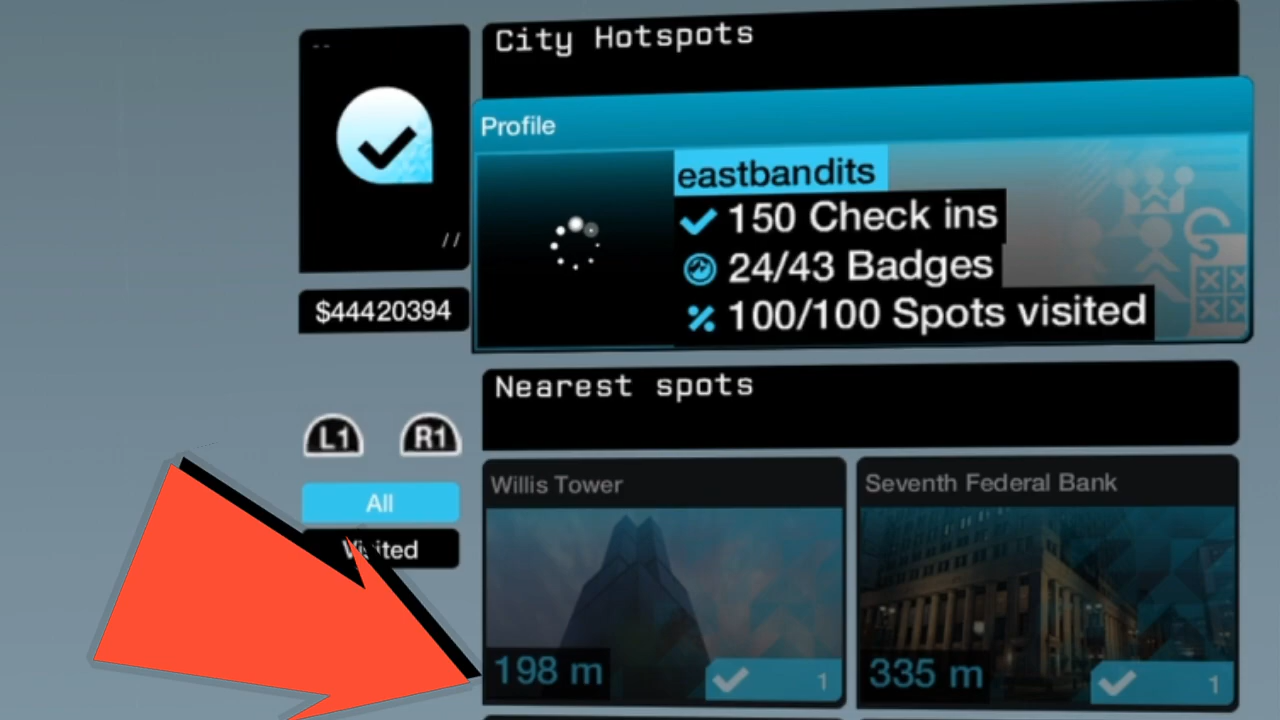 City Hotspots
Profile
eastbandits
150 Check ins
24/43 Badges
100/100 Spots visited
$44420394
Nearest spots
L1 R1
All
Visited
Willis Tower
198 m
1
Seventh Federal Bank
335 m
1